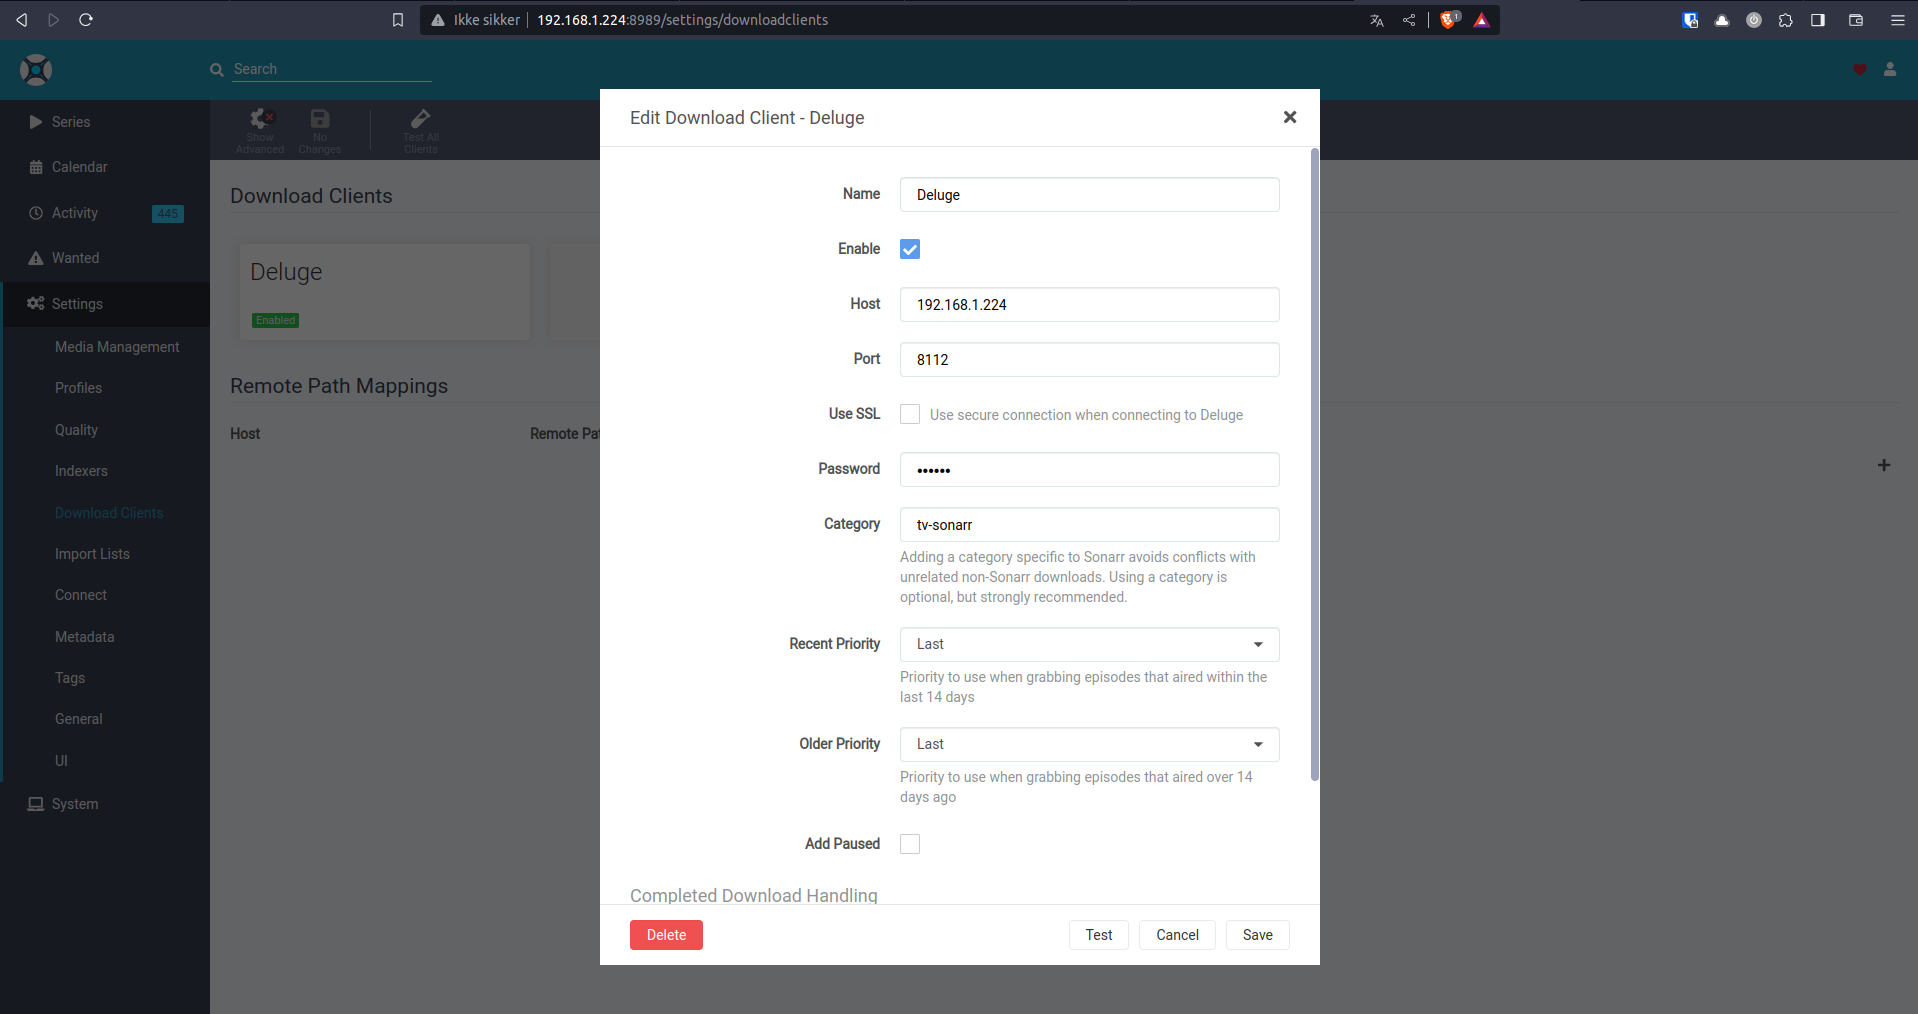 Ikke sikker
192.168.1.224:8989/settings/downloadclients
1
Search
Series
Calendar
Activity
445
Wanted
Settings
Media Management
Profiles
Quality
Indexers
Download Clients
Import Lists
Connect
Metadata
Tags
General
UI
System
Show
Advanced
No
Changes
Test All
Clients
Download Clients
Deluge
Enabled
Remote Path Mappings
Host
Remote Pat
Edit Download Client - Deluge
Name
Deluge
Enable
Host
192.168.1.224
Port
8112
Use SSL
Use secure connection when connecting to Deluge
Password
••••••
Category
tv-sonarr
Adding a category specific to Sonarr avoids conflicts with
unrelated non-Sonarr downloads. Using a category is
optional, but strongly recommended.
Recent Priority
Last
Priority to use when grabbing episodes that aired within the
last 14 days
Older Priority
Last
Priority to use when grabbing episodes that aired over 14
days ago
Add Paused
Completed Download Handling
Delete
Test
Cancel
Save